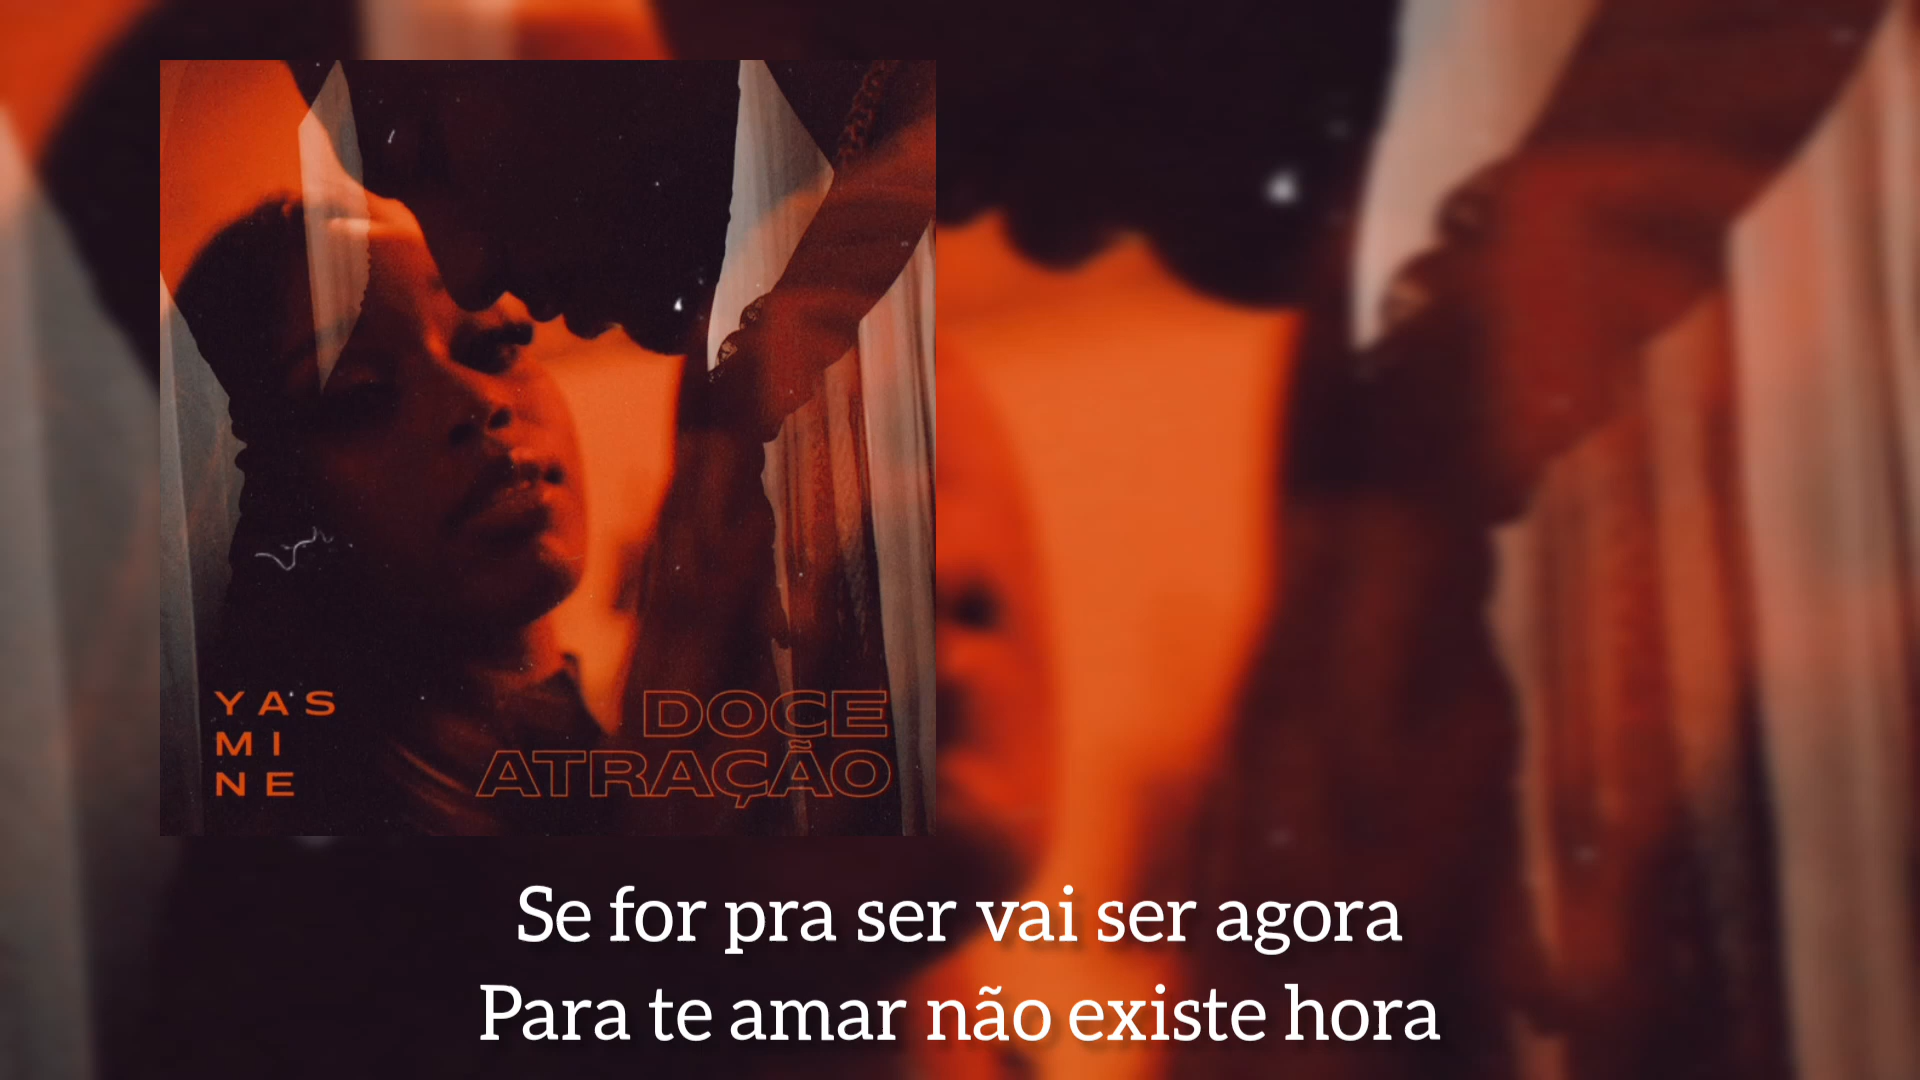 YAS
MI
NE
DOCE
ATRAÇÃO
Se for pra ser vai ser agora
Para te amar não existe hora